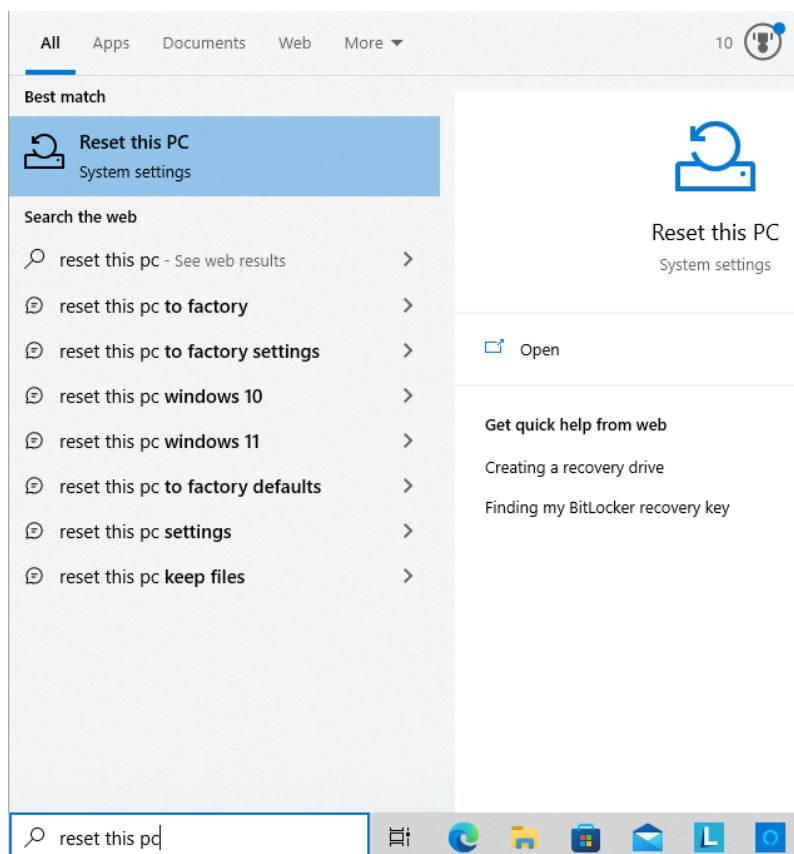 All Apps Documents Web More 10
Best match
Reset this PC
System settings
Search the web
reset this pc - See web results
reset this pc to factory
reset this pc to factory settings
reset this pc windows 10
reset this pc windows 11
reset this pc to factory defaults
reset this pc settings
reset this pc keep files
Reset this PC
System settings
Open
Get quick help from web
Creating a recovery drive
Finding my BitLocker recovery key
reset this pc
L